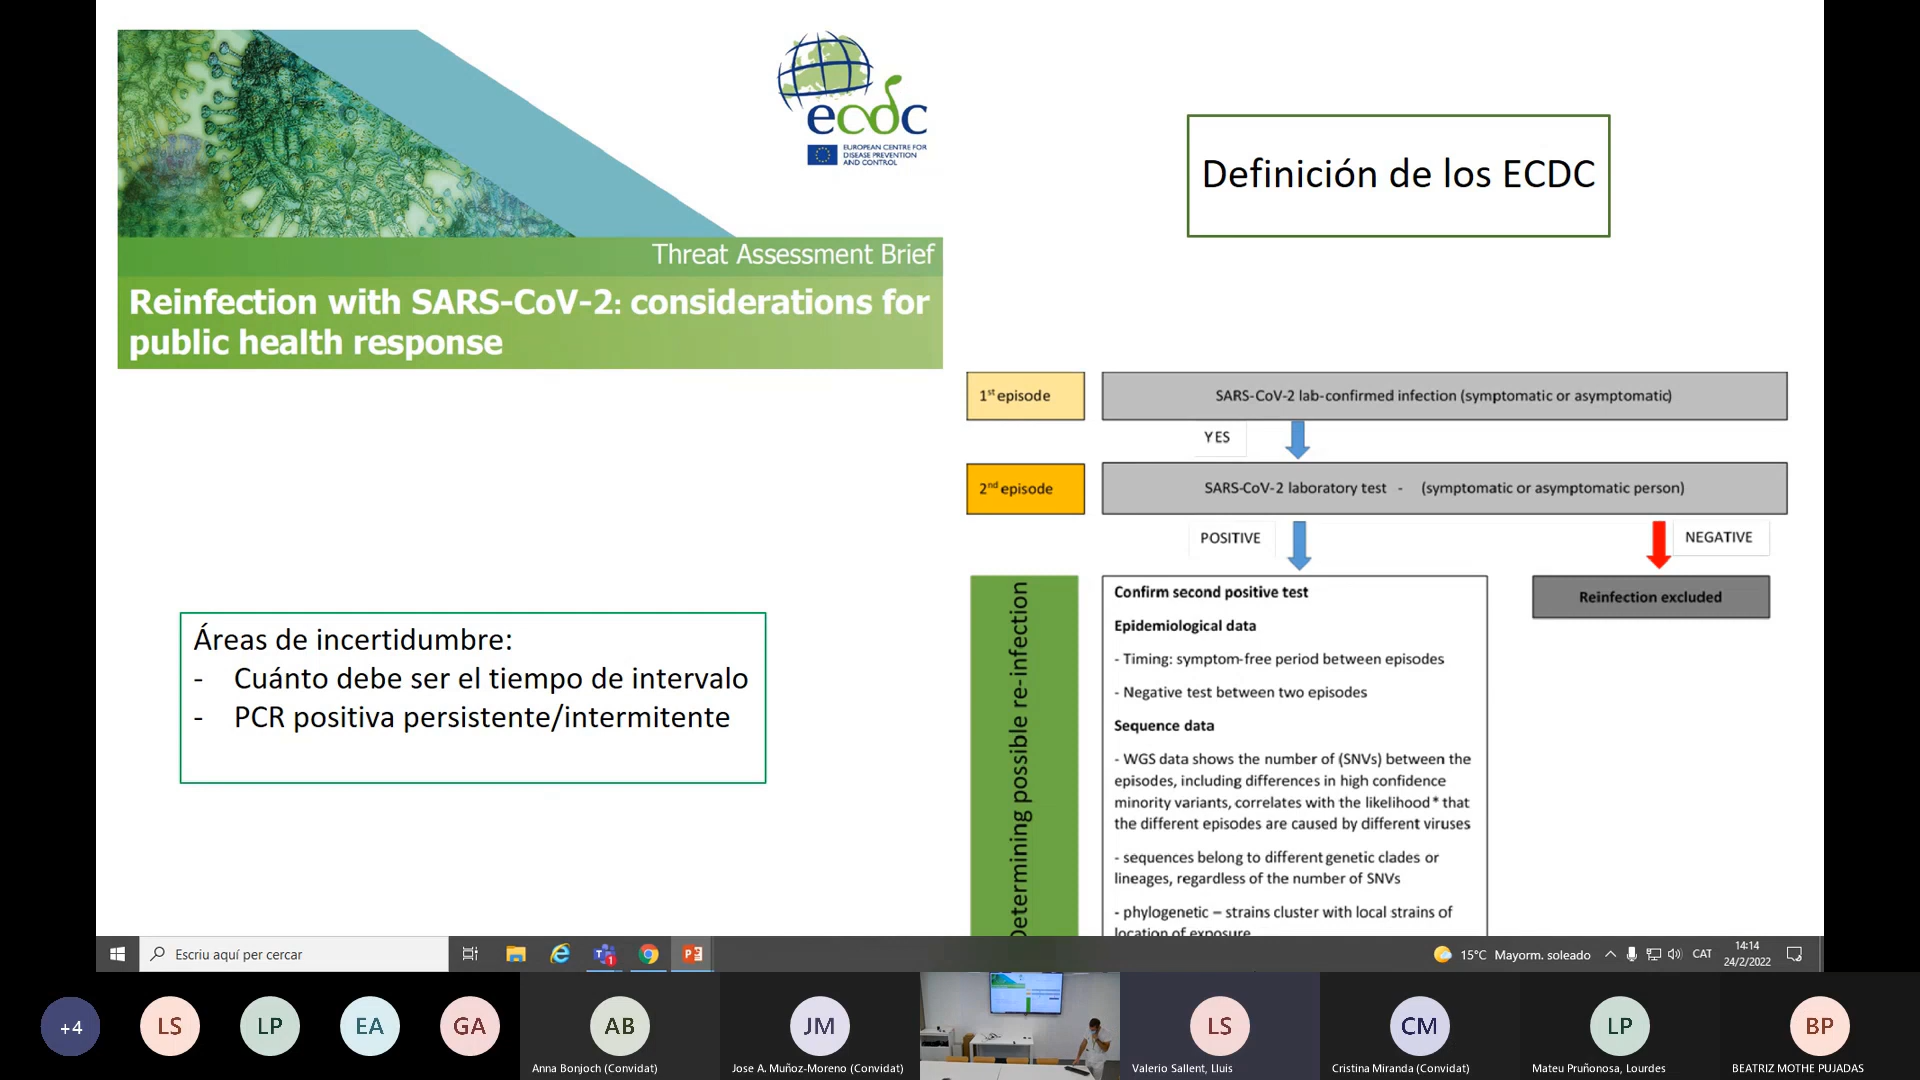 ecdc
EUROPEAN CENTRE FOR
DISEASE PREVENTION
AND CONTROL
Threat Assessment Brief
Reinfection with SARS-CoV-2: considerations for
public health response
Definición de los ECDC
Áreas de incertidumbre:
- Cuánto debe ser el tiempo de intervalo
- PCR positiva persistente/intermitente
1st episode
SARS-CoV-2 lab-confirmed infection (symptomatic or asymptomatic)
YES
2nd episode
SARS-CoV-2 laboratory test - (symptomatic or asymptomatic person)
POSITIVE
NEGATIVE
Determining possible re-infection
Confirm second positive test
Epidemiological data
- Timing: symptom-free period between episodes
- Negative test between two episodes
Sequence data
- WGS data shows the number of (SNVs) between the
episodes, including differences in high confidence
minority variants, correlates with the likelihood* that
the different episodes are caused by different viruses
- sequences belong to different genetic clades or
lineages, regardless of the number of SNVs
- phylogenetic – strains cluster with local strains of
location of exposure
Reinfection excluded
Escriu aquí per cercar
1
15°C Mayorm. soleado
CAT
14:14
24/2/2022
+4
LS
LP
EA
GA
AB
Anna Bonjoch (Convidat)
JM
Jose A. Muñoz-Moreno (Convidat)
LS
Valerio Sallent, Lluis
CM
Cristina Miranda (Convidat)
LP
Mateu Pruñonosa, Lourdes
BP
BEATRIZ MOTHE PUJADAS